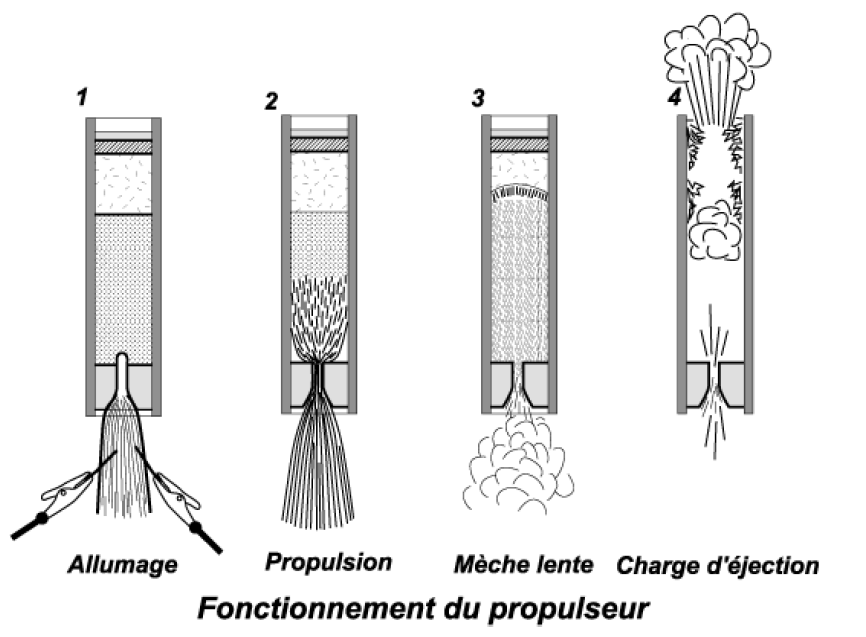 1 2 3 4
Allumage Propulsion Mèche lente Charge d'éjection
Fonctionnement du propulseur